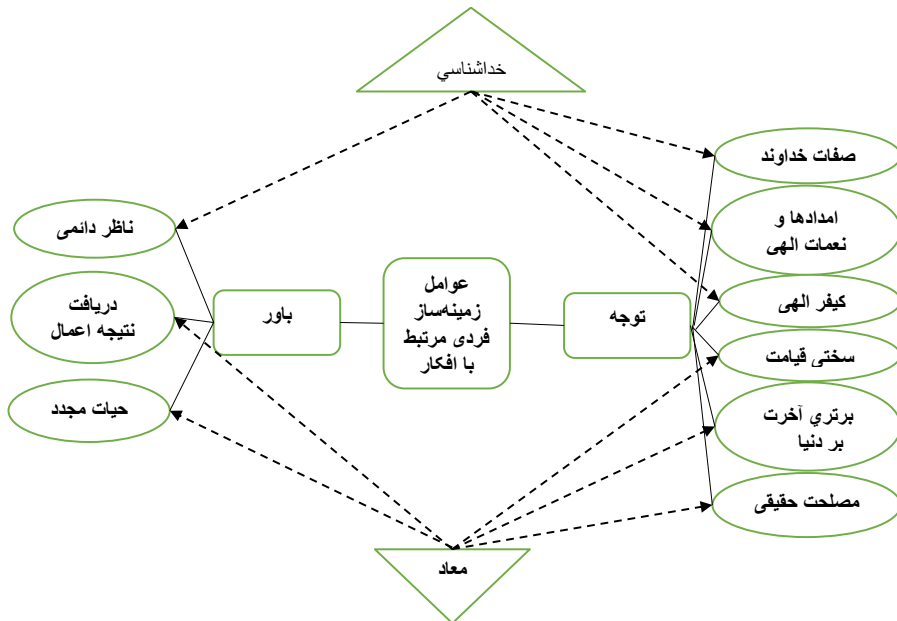 خداشناسي
صفات خداوند
امدادها و
نعمات الهی
کیفر الهی
سختی قیامت
برتري آخرت
بر دنیا
مصلحت حقیقی
توجه
عوامل
زمینه‌ساز
فردی مرتبط
با افکار
باور
ناظر دائمی
دریافت
نتیجه اعمال
حیات مجدد
معاد